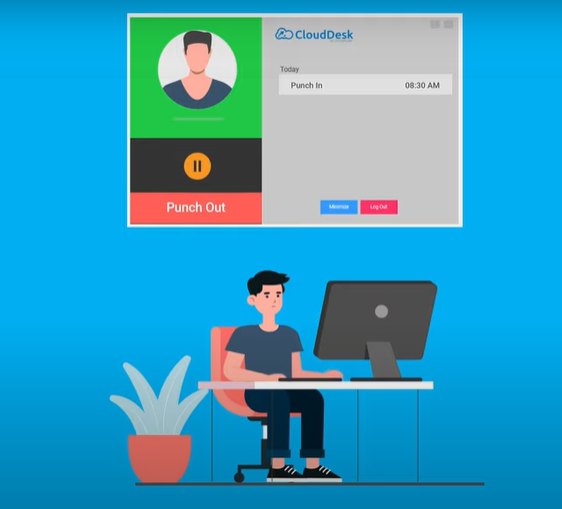 CloudDesk
Today
Punch In 08:30 AM
Punch Out
Minimize Log Out